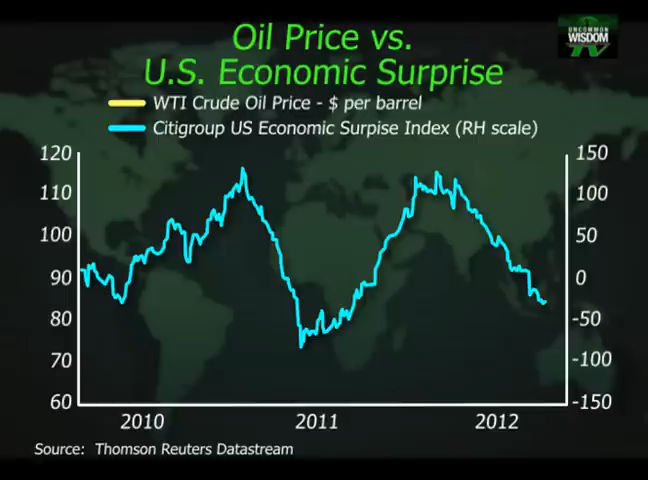 Oil Price vs.
U.S. Economic Surprise
UNCOMMON
WISDOM
WTI Crude Oil Price - $ per barrel
Citigroup US Economic Surpise Index (RH scale)
120 150
110 100
100 50
90 0
80 -50
70 -100
60 -150
2010 2011 2012
Source: Thomson Reuters Datastream